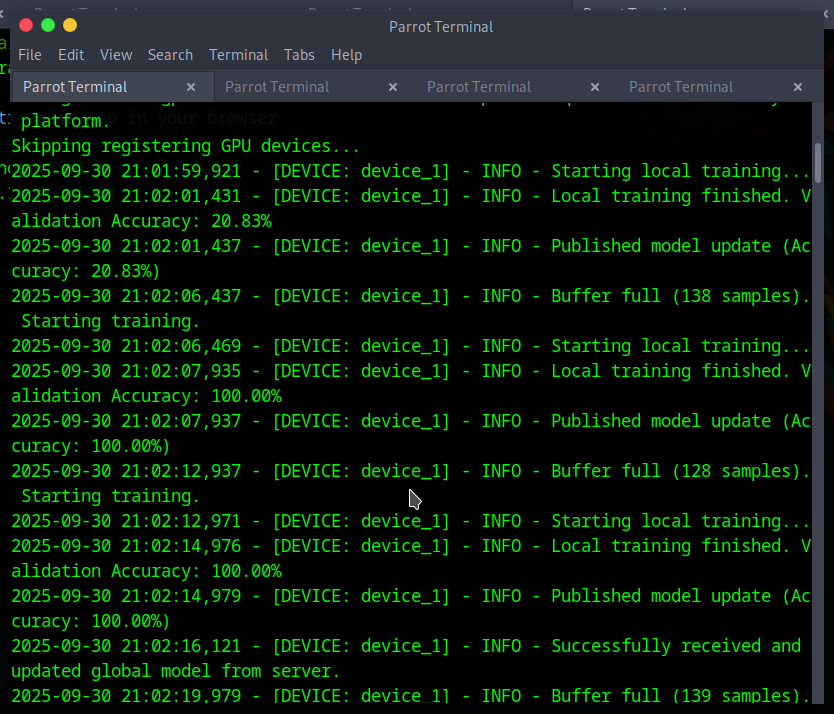 Parrot Terminal
File Edit View Search Terminal Tabs Help
Parrot Terminal × Parrot Terminal × Parrot Terminal × Parrot Terminal ×
platform. in your browser.
Skipping registering GPU devices...
2025-09-30 21:01:59,921 - [DEVICE: device_1] - INFO - Starting local training...
2025-09-30 21:02:01,431 - [DEVICE: device_1] - INFO - Local training finished. V
alidation Accuracy: 20.83%
2025-09-30 21:02:01,437 - [DEVICE: device_1] - INFO - Published model update (Ac
curacy: 20.83%)
2025-09-30 21:02:06,437 - [DEVICE: device_1] - INFO - Buffer full (138 samples).
 Starting training.
2025-09-30 21:02:06,469 - [DEVICE: device_1] - INFO - Starting local training...
2025-09-30 21:02:07,935 - [DEVICE: device_1] - INFO - Local training finished. V
alidation Accuracy: 100.00%
2025-09-30 21:02:07,937 - [DEVICE: device_1] - INFO - Published model update (Ac
curacy: 100.00%)
2025-09-30 21:02:12,937 - [DEVICE: device_1] - INFO - Buffer full (128 samples).
 Starting training.
2025-09-30 21:02:12,971 - [DEVICE: device_1] - INFO - Starting local training...
2025-09-30 21:02:14,976 - [DEVICE: device_1] - INFO - Local training finished. V
alidation Accuracy: 100.00%
2025-09-30 21:02:14,979 - [DEVICE: device_1] - INFO - Published model update (Ac
curacy: 100.00%)
2025-09-30 21:02:16,121 - [DEVICE: device_1] - INFO - Successfully received and
updated global model from server.
2025-09-30 21:02:19,979 - [DEVICE: device_1] - INFO - Buffer full (139 samples).